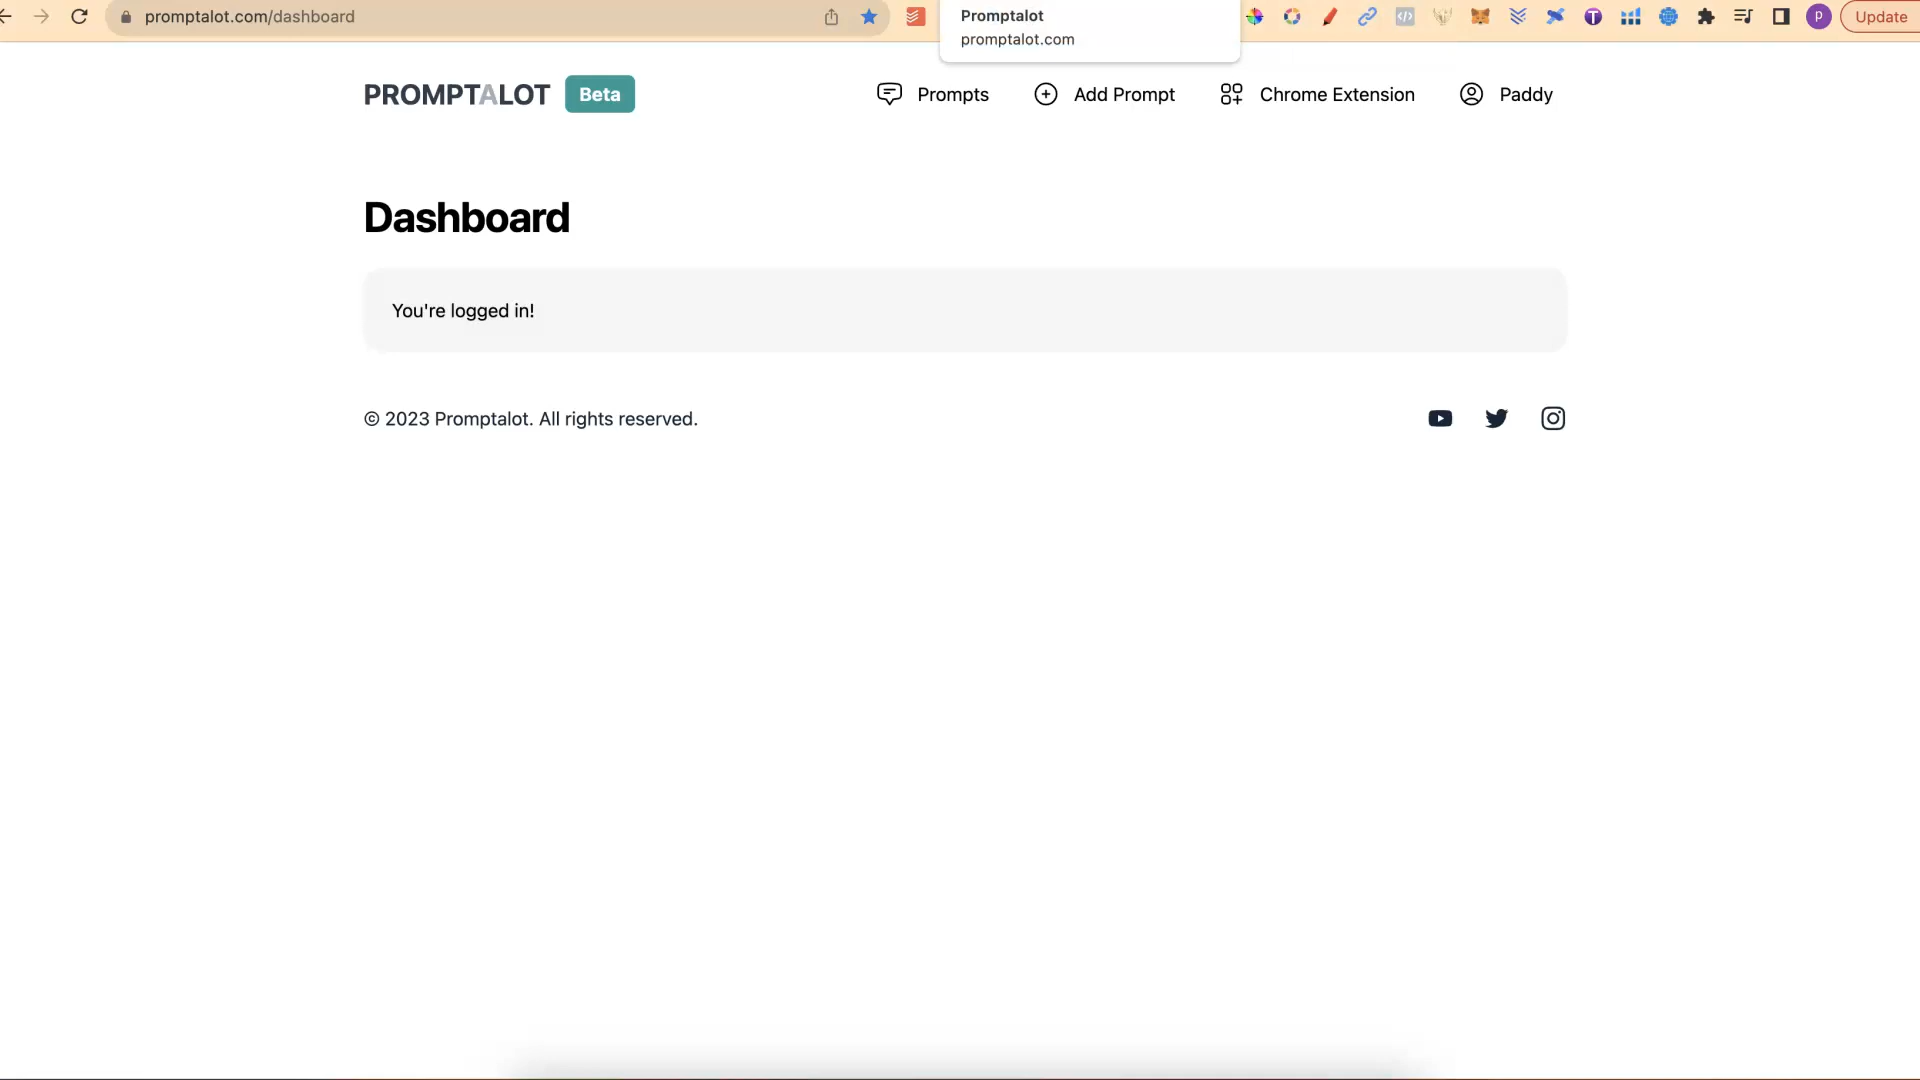 promptalot.com/dashboard
Promptalot
promptalot.com
P
Update
PROMPTALOT Beta
Prompts
Add Prompt
Chrome Extension
Paddy
Dashboard
You're logged in!
© 2023 Promptalot. All rights reserved.